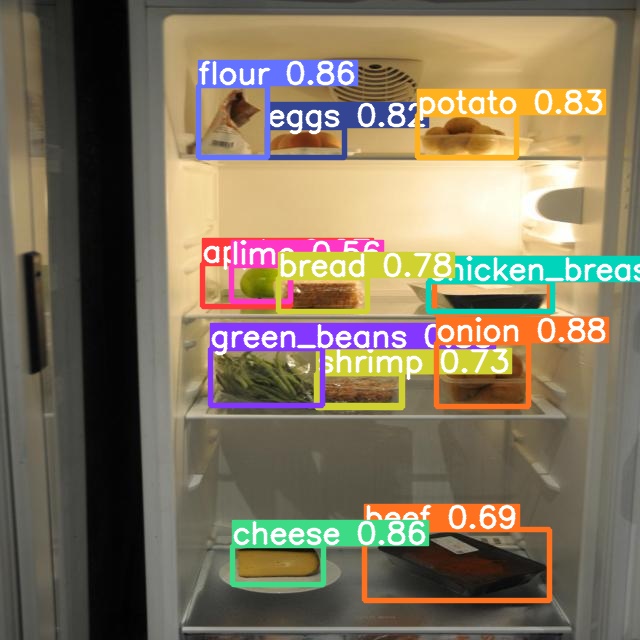 flour 0.86
eggs 0.82
potato 0.83
lime 0.56
bread 0.78
hicken_breas
green_beans
onion 0.88
shrimp 0.73
beef 0.69
cheese 0.86